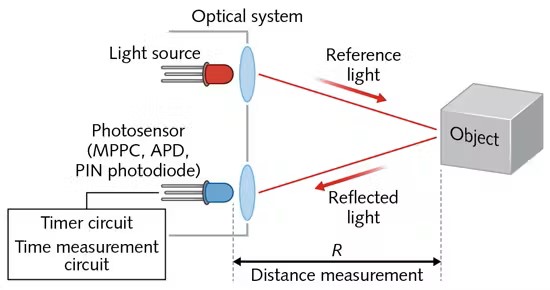 Optical system
Light source
Reference
light
Object
Photosensor
(MPPC, APD,
PIN photodiode)
Reflected
light
Timer circuit
Time measurement
circuit
R
Distance measurement